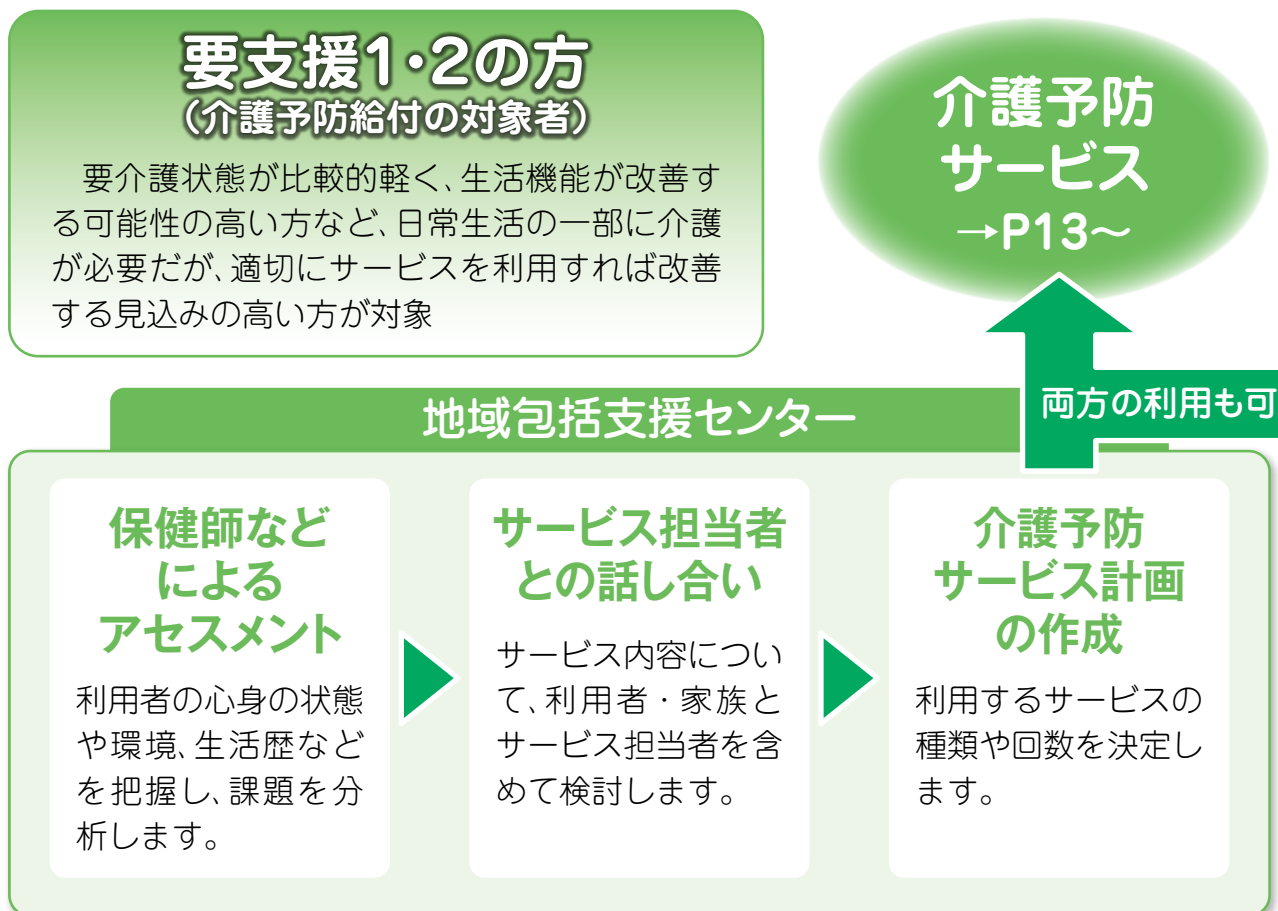 要支援1・2の方
（介護予防給付の対象者）
要介護状態が比較的軽く、生活機能が改善す
る可能性の高い方など、日常生活の一部に介護
が必要だが、適切にサービスを利用すれば改善
する見込みの高い方が対象
介護予防
サービス
→P13～
両方の利用も可
地域包括支援センター
保健師など
による
アセスメント
利用者の心身の状態
や環境、生活歴など
を把握し、課題を分
析します。
サービス担当者
との話し合い
サービス内容につい
て、利用者・家族と
サービス担当者を含
めて検討します。
介護予防
サービス計画
の作成
利用するサービスの
種類や回数を決定し
ます。